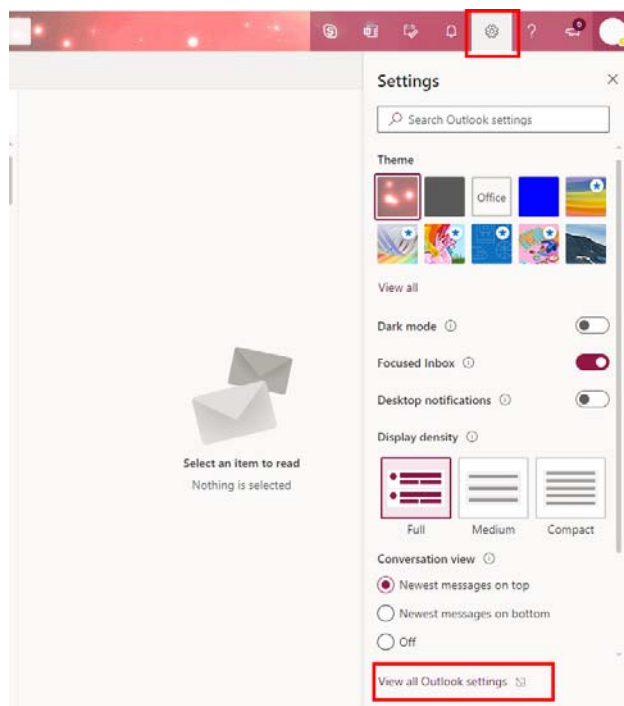 Settings
Search Outlook settings
Theme
Office
View all
Dark mode
Focused Inbox
Desktop notifications
Display density
Select an item to read
Nothing is selected
Full Medium Compact
Conversation view
Newest messages on top
Newest messages on bottom
Off
View all Outlook settings